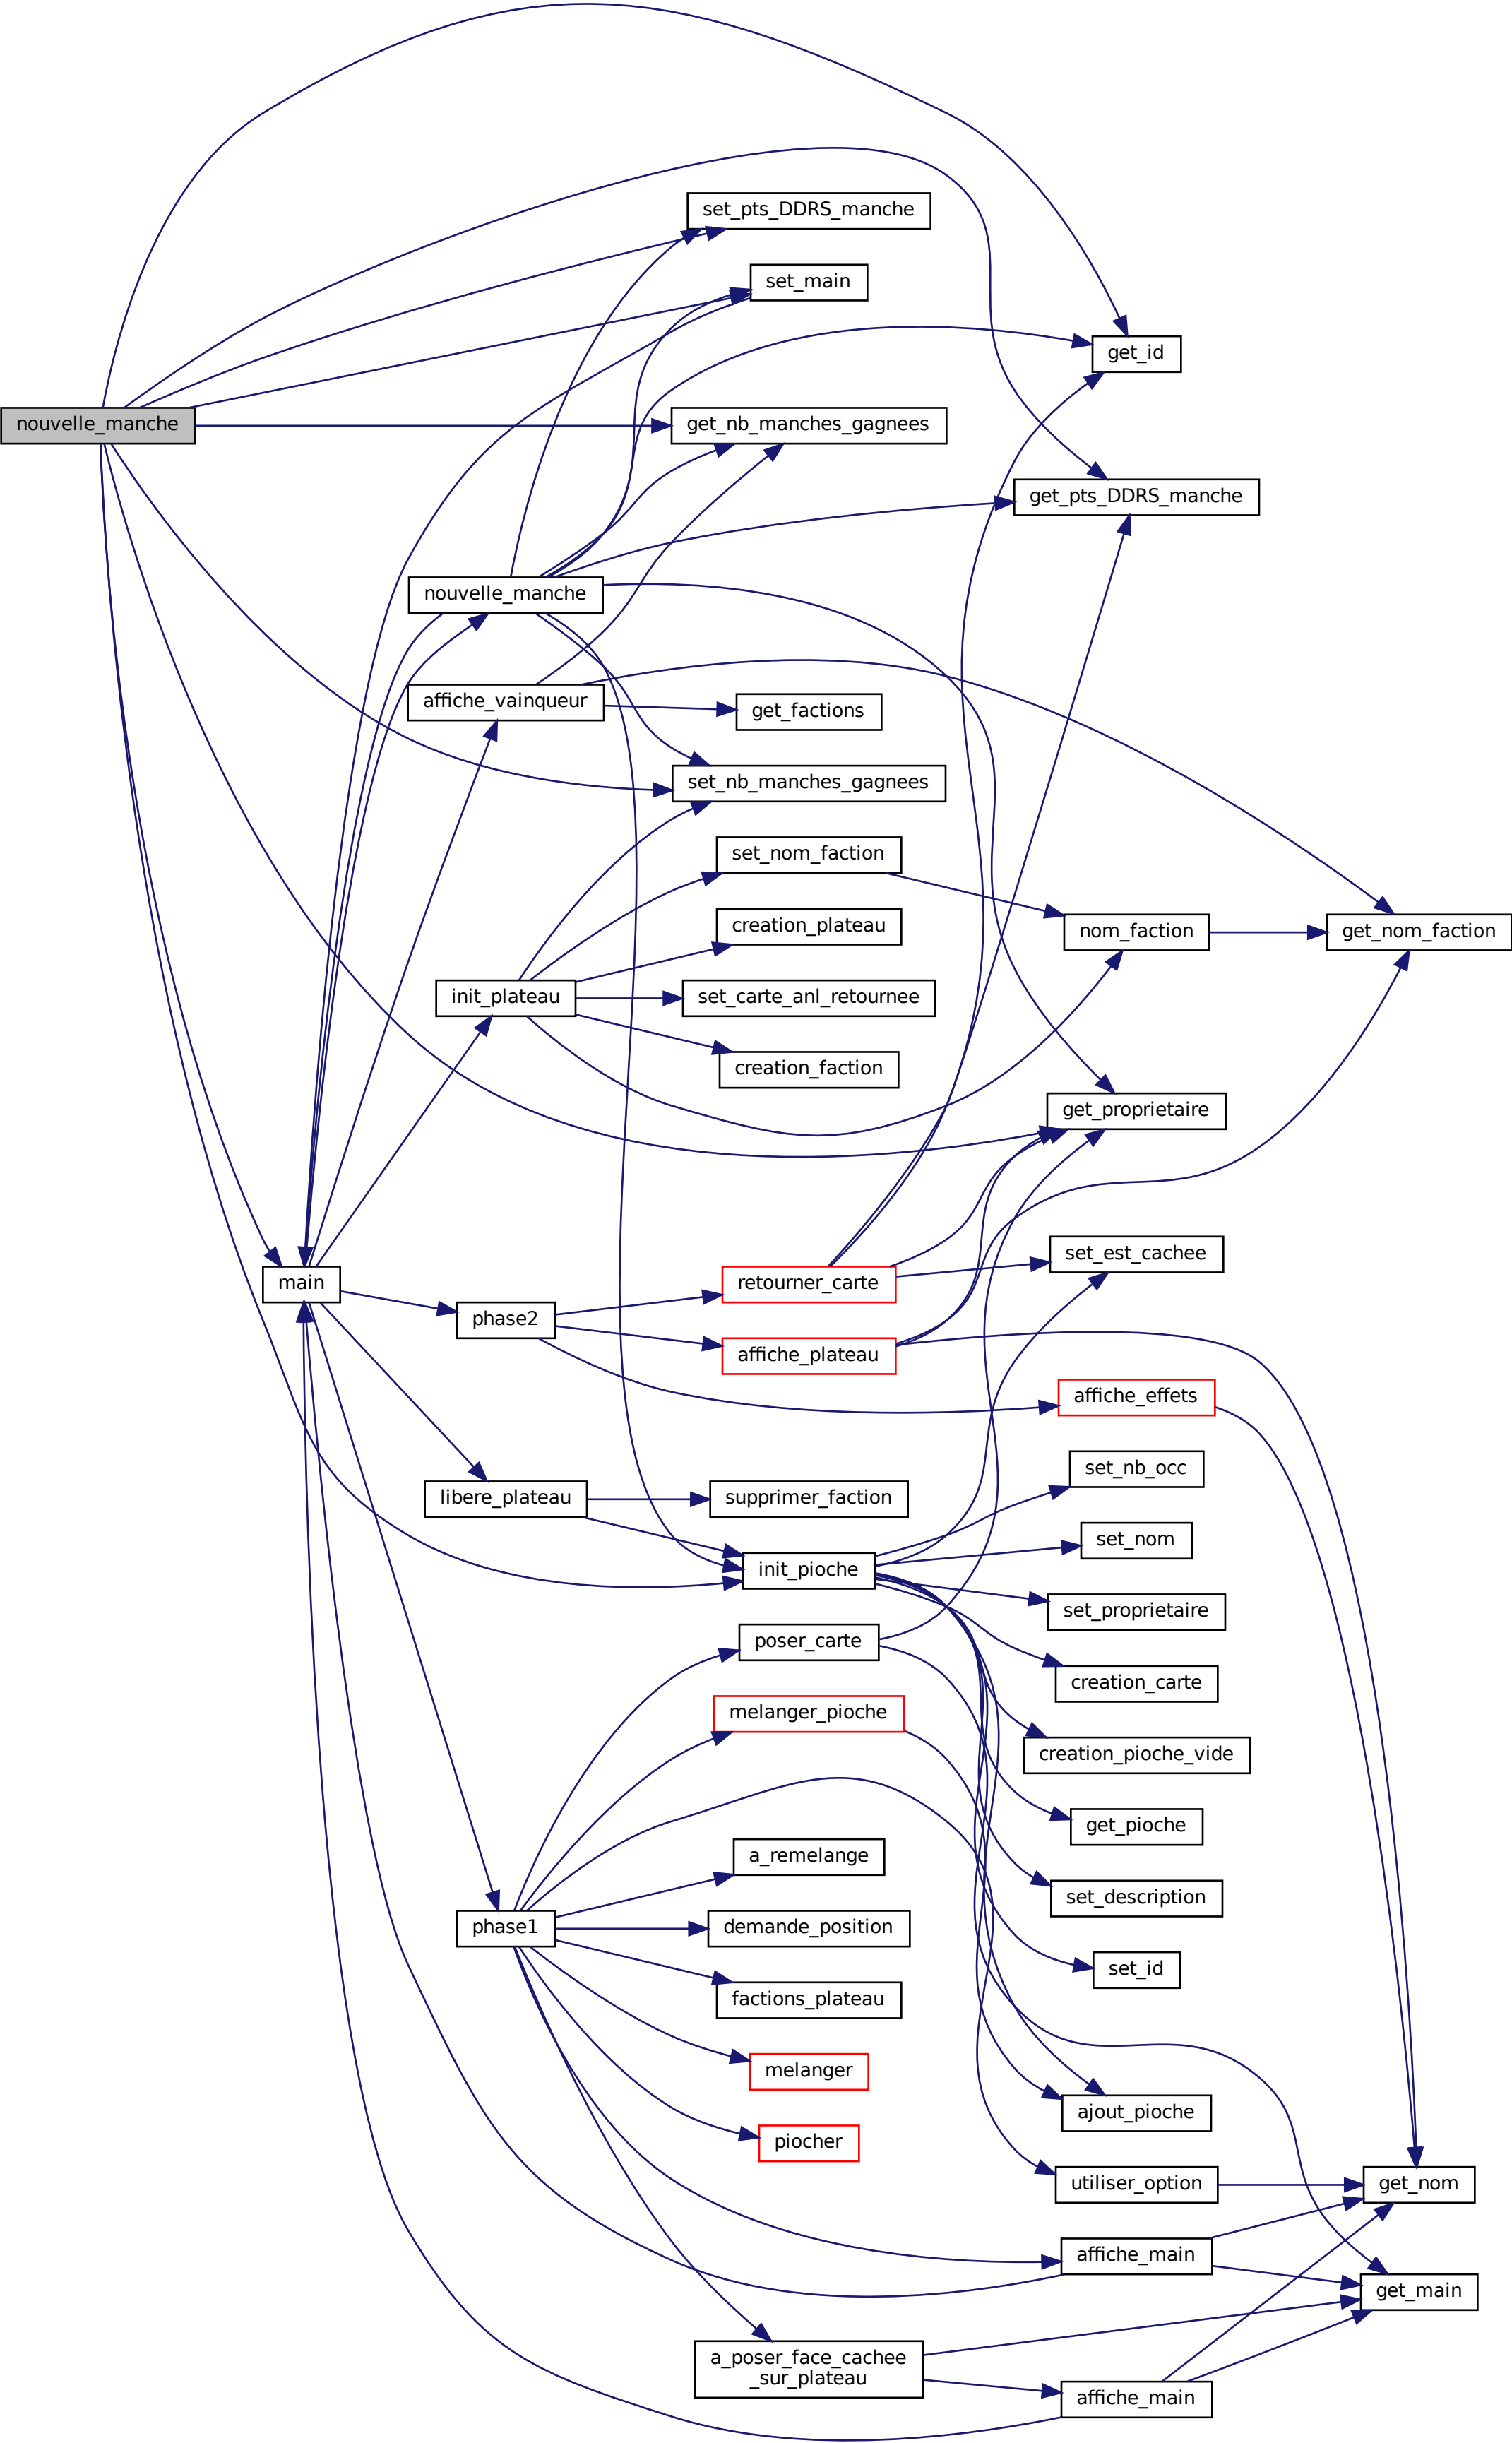 set_pts_DDRS_manche
set_main
get_id
nouvelle_manche
get_nb_manches_gagnees
get_pts_DDRS_manche
nouvelle_manche
affiche_vainqueur
get_factions
set_nb_manches_gagnees
set_nom_faction
creation_plateau
nom_faction
get_nom_faction
init_plateau
set_carte_anl_retournee
creation_faction
get_proprietaire
set_est_cachee
main
retourner_carte
phase2
affiche_plateau
affiche_effets
set_nb_occ
libere_plateau
supprimer_faction
set_nom
init_pioche
set_proprietaire
poser_carte
creation_carte
melanger_pioche
creation_pioche_vide
get_pioche
a_remelange
set_description
phase1
demande_position
set_id
factions_plateau
melanger
ajout_pioche
piocher
utiliser_option
get_nom
affiche_main
get_main
a_poser_face_cachee
_sur_plateau
affiche_main